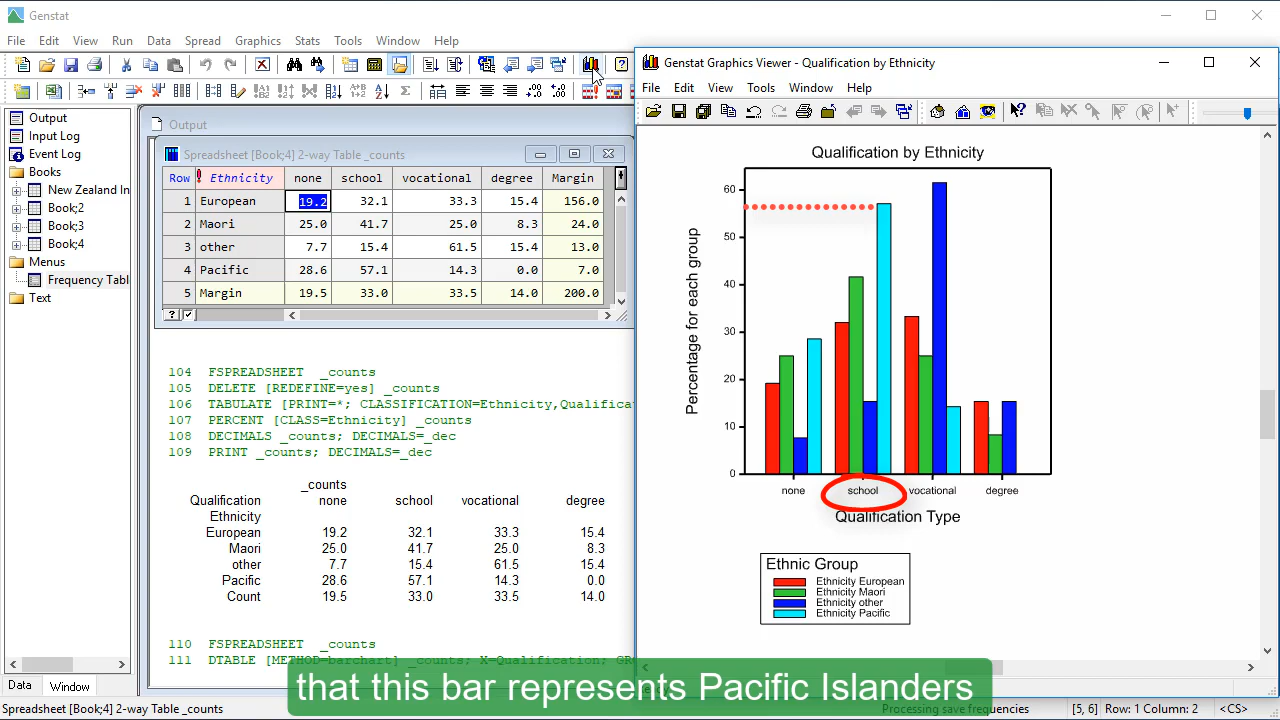 Genstat
File Edit View Run Data Spread Graphics Stats Tools Window Help
Output
Input Log
Event Log
Books
New Zealand In
Book;2
Book;3
Book;4
Menus
Frequency Tabl
Text
Data Window
Output
Spreadsheet [Book;4] 2-way Table _counts
Row ! Ethnicity none school vocational degree Margin
1 European 19.2 32.1 33.3 15.4 156.0
2 Maori 25.0 41.7 25.0 8.3 24.0
3 other 7.7 15.4 61.5 15.4 13.0
4 Pacific 28.6 57.1 14.3 0.0 7.0
5 Margin 19.5 33.0 33.5 14.0 200.0
104 FSPREADSHEET _counts
105 DELETE [REDEFINE=yes] _counts
106 TABULATE [PRINT=*; CLASSIFICATION=Ethnicity,Qualifica
107 PERCENT [CLASS=Ethnicity] _counts
108 DECIMALS _counts; DECIMALS=_dec
109 PRINT _counts; DECIMALS=_dec
_counts
Qualification none school vocational degree
Ethnicity
European 19.2 32.1 33.3 15.4
Maori 25.0 41.7 25.0 8.3
other 7.7 15.4 61.5 15.4
Pacific 28.6 57.1 14.3 0.0
Count 19.5 33.0 33.5 14.0
110 FSPREADSHEET _counts
111 DTABLE [METHOD=barchart] _counts; X=Qualification; GR
Genstat Graphics Viewer - Qualification by Ethnicity
File Edit View Tools Window Help
Qualification by Ethnicity
Percentage for each group
60
50
40
30
20
10
0
none school vocational degree
Qualification Type
Ethnic Group
Ethnicity European
Ethnicity Maori
Ethnicity other
Ethnicity Pacific
that this bar represents Pacific Islanders
Spreadsheet [Book;4] 2-way Table _counts Processing save frequencies [5, 6] Row: 1 Column: 2 <CS>